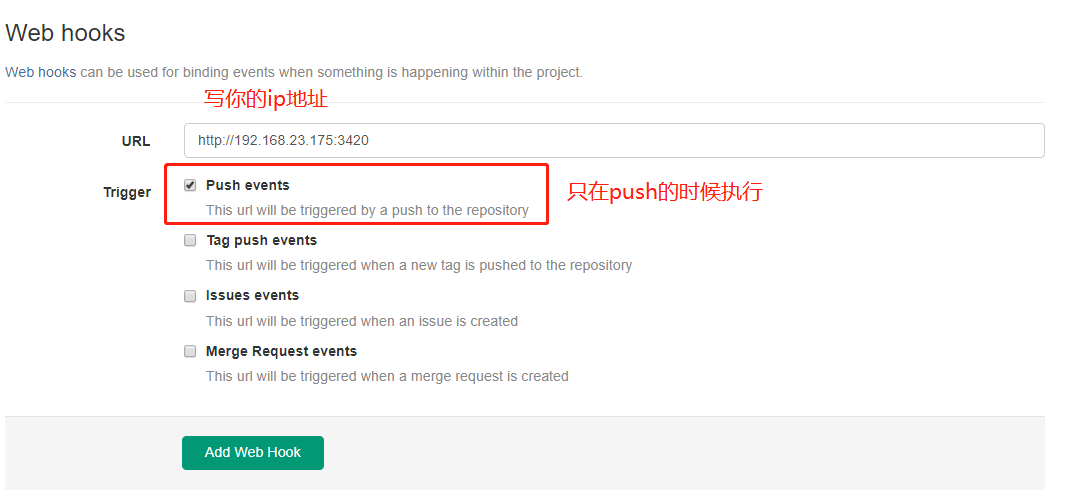 Web hooks
Web hooks can be used for binding events when something is happening within the project.
写你的ip地址
URL
http://192.168.23.175:3420
Trigger
Push events
This url will be triggered by a push to the repository
只在push的时候执行
Tag push events
This url will be triggered when a new tag is pushed to the repository
Issues events
This url will be triggered when an issue is created
Merge Request events
This url will be triggered when a merge request is created
Add Web Hook